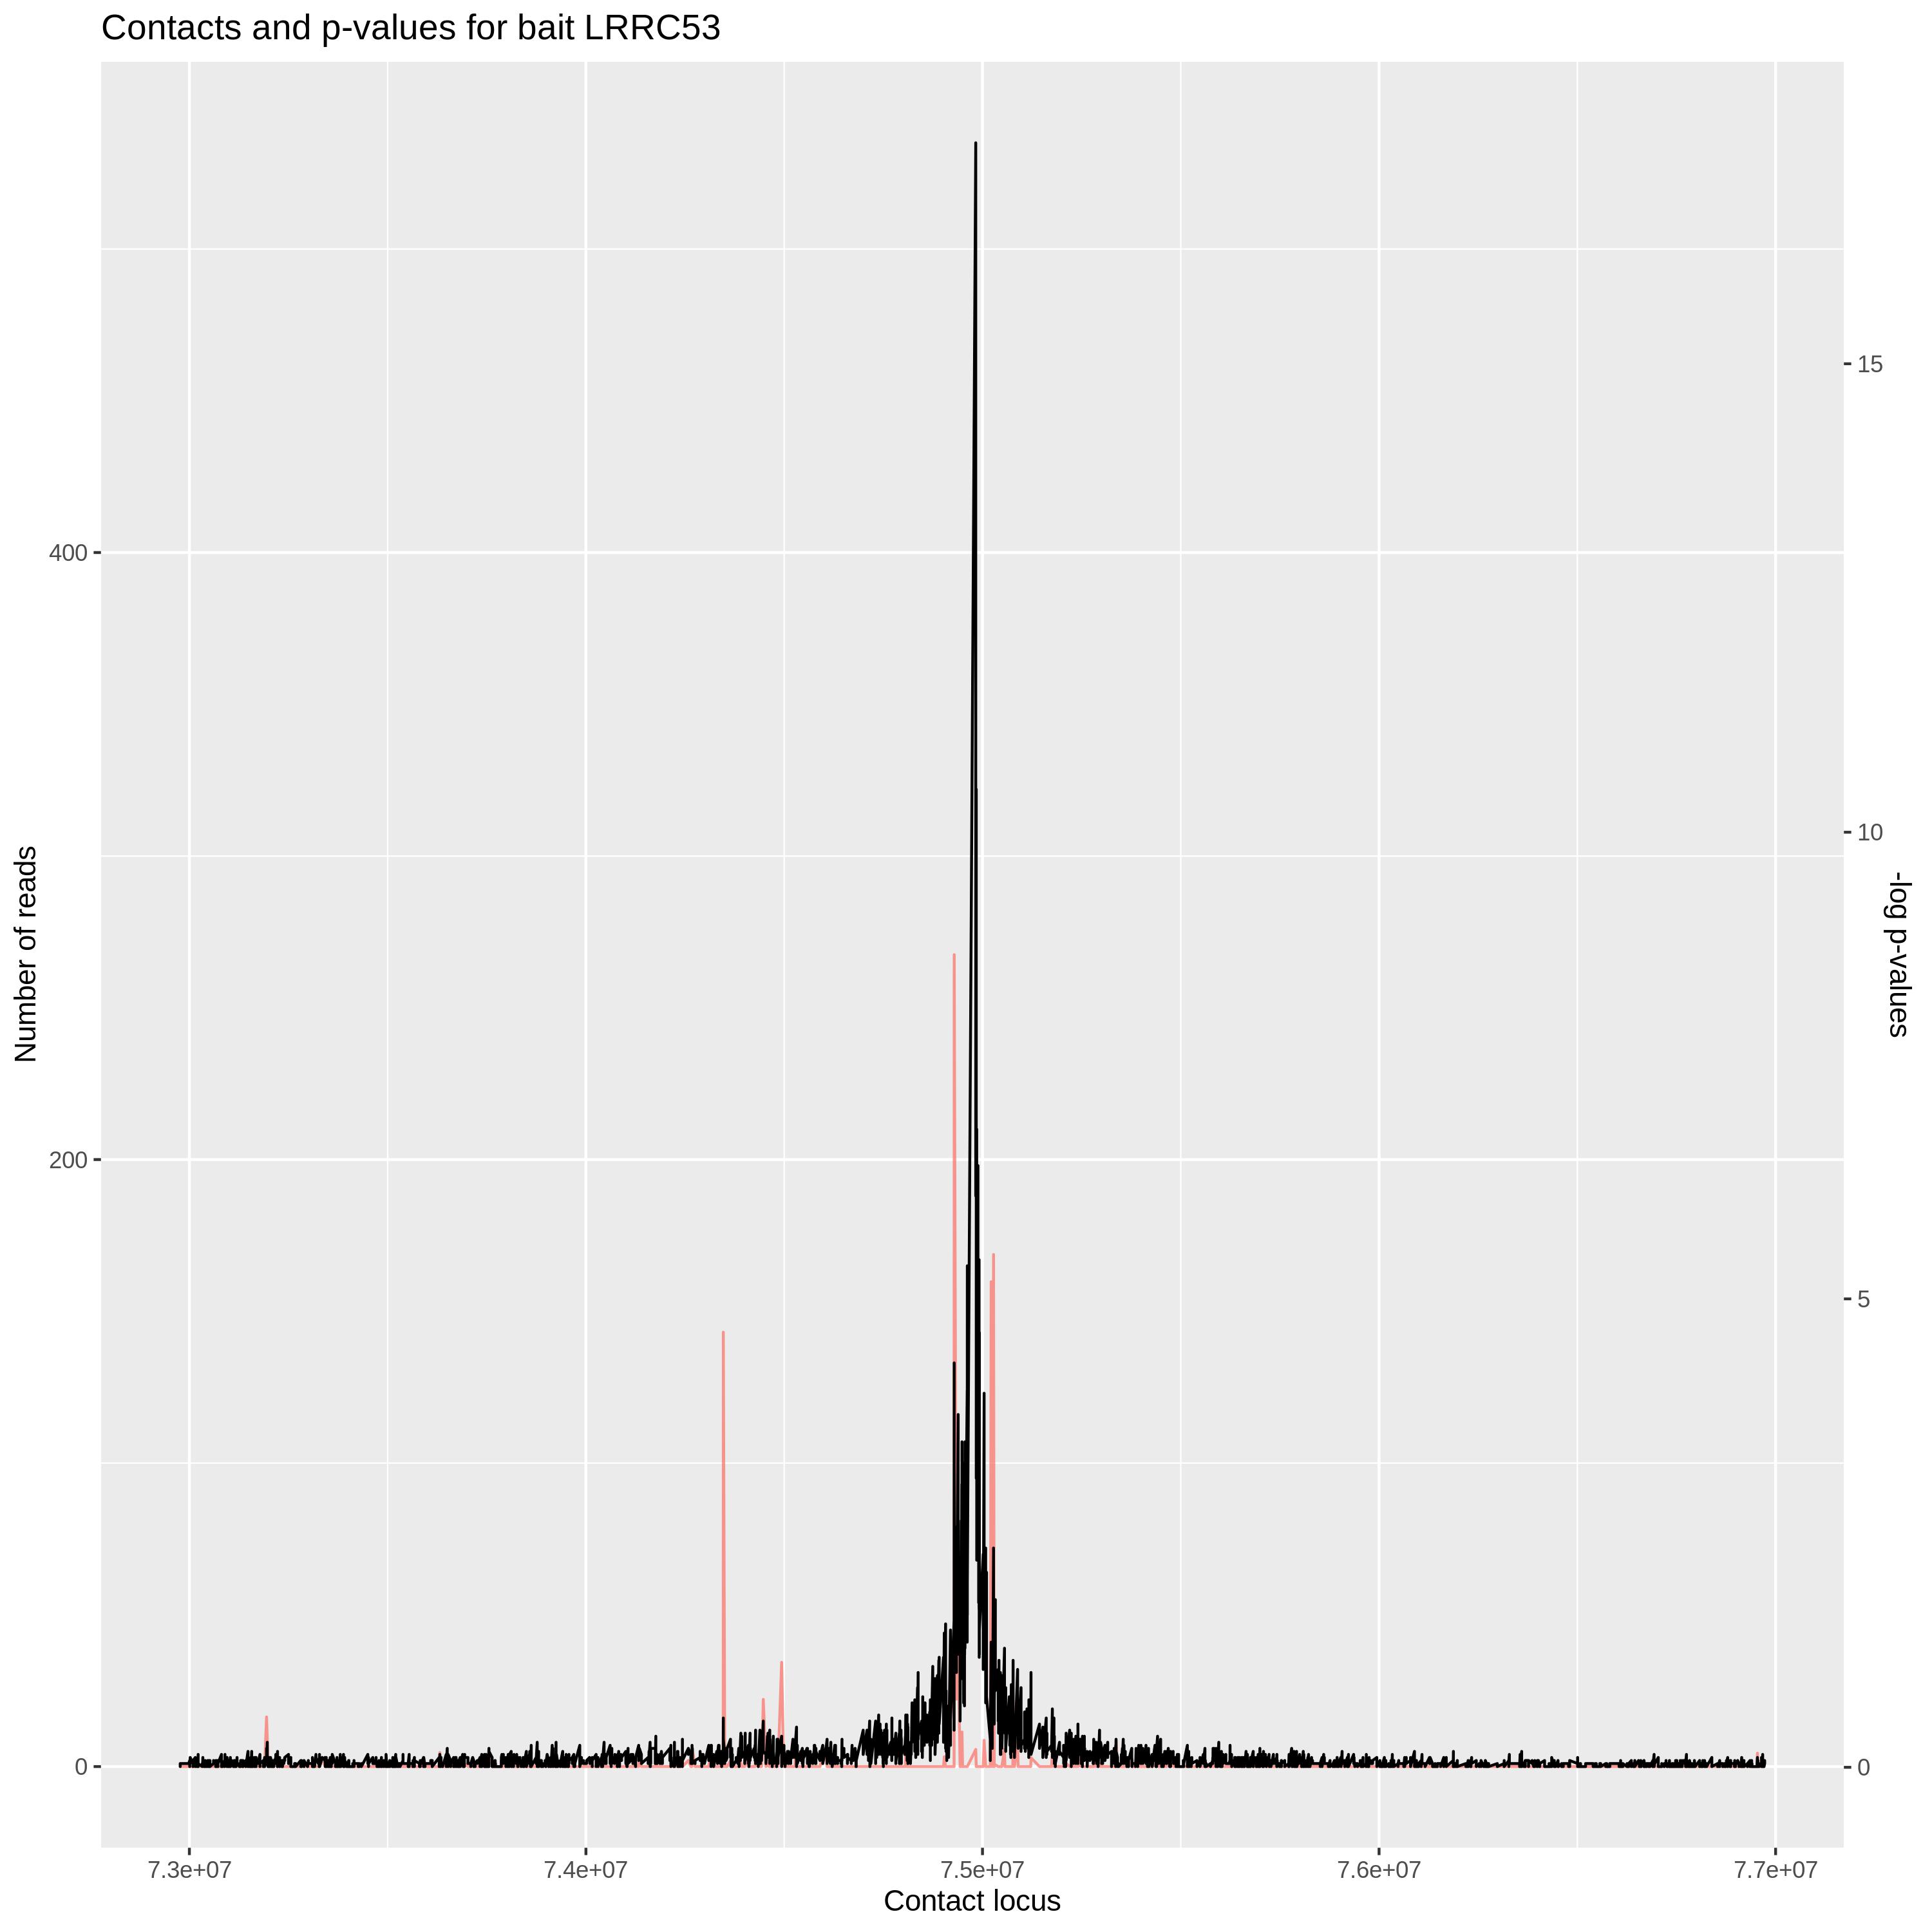 Contacts and p-values for bait LRRC53
Number of reads
400
200
0
15
10
5
0
-log p-values
7.3e+07
7.4e+07
7.5e+07
7.6e+07
7.7e+07
Contact locus